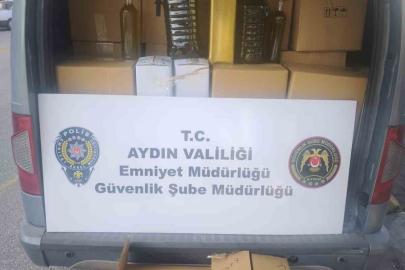 T.C.
AYDIN VALİLİĞİ
Emniyet Müdürlüğü
Güvenlik Şube Müdürlüğü
POLİS